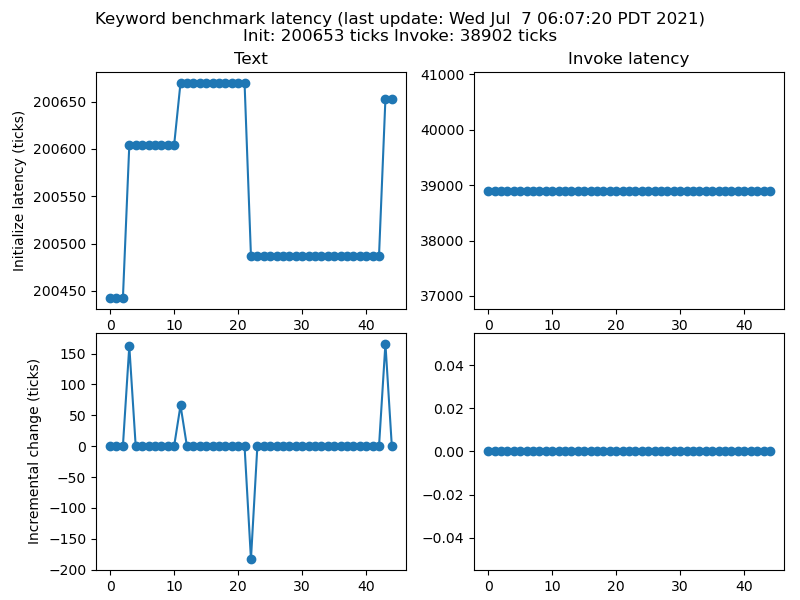 Keyword benchmark latency (last update: Wed Jul  7 06:07:20 PDT 2021)
Init: 200653 ticks Invoke: 38902 ticks
Text
Invoke latency
Initialize latency (ticks)
200650
200600
200550
200500
200450
0 10 20 30 40
41000
40000
39000
38000
37000
0 10 20 30 40
Incremental change (ticks)
150
100
50
0
−50
−100
−150
−200
0 10 20 30 40
0.04
0.02
0.00
−0.02
−0.04
0 10 20 30 40